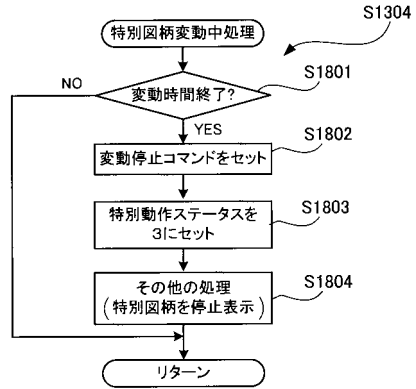 特別図柄変動中処理
S1304
変動時間終了?
S1801
NO
YES
変動停止コマンドをセット
S1802
特別動作ステータスを
3にセット
S1803
その他の処理
(特別図柄を停止表示)
S1804
リターン